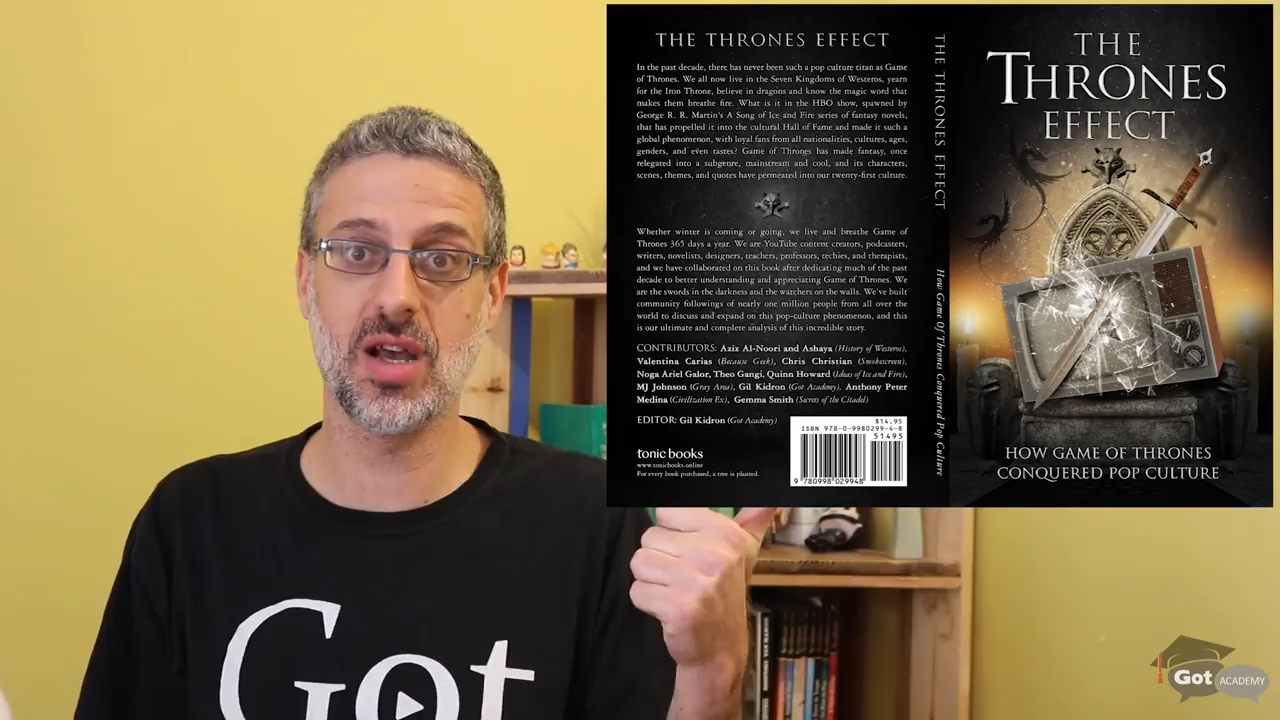 THE THRONES EFFECT
In the past decade, there has never been such a pop culture titan as Game
of Thrones. We all now live in the Seven Kingdoms of Westeros, yearn
for the Iron Throne, believe in dragons and know the magic word that
makes them breathe fire. What is it in the HBO show, spawned by
George R. R. Martin's A Song of Ice and Fire series of fantasy novels,
that has propelled it into the cultural Hall of Fame and made it such a
global phenomenon, with loyal fans from all nationalities, cultures, ages,
genders, and even tastes? Game of Thrones has made fantasy, once
relegated into a subgenre, mainstream and cool, and its characters,
scenes, themes, and quotes have permeated into our twenty-first culture.
Whether winter is coming or going, we live and breathe Game of
Thrones 365 days a year. We are YouTube content creators, podcasters,
writers, novelists, designers, teachers, professors, techies, and therapists,
and we have collaborated on this book after dedicating much of the past
decade to better understanding and appreciating Game of Thrones. We
are the swords in the darkness and the watchers on the walls. We've built
community followings of nearly one million people from all over the
world to discuss and expand on this pop-culture phenomenon, and this
is our ultimate and complete analysis of this incredible story.
CONTRIBUTORS: Aziz Al-Noori and Ashaya (History of Westeros),
Valentina Carias (Because Geek), Chris Christian (Smokescreen),
Noga Ariel Galor, Theo Gangi, Quinn Howard (Ideas of Ice and Fire),
MJ Johnson (Gray Area), Gil Kidron (Got Academy), Anthony Peter
Medina (Civilization Ex), Gemma Smith (Secrets of the Citadel)
EDITOR: Gil Kidron (Got Academy)
tonic books
www.tonicbooks.online
For every book purchased, a tree is planted.
$14.95
ISBN 978-0-9980299-4-8
51495
9 780998 029948
THE THRONES EFFECT
How Game Of Thrones Conquered Pop Culture
THE
THRONES
EFFECT
HOW GAME OF THRONES
CONQUERED POP CULTURE
Got
Got ACADEMY